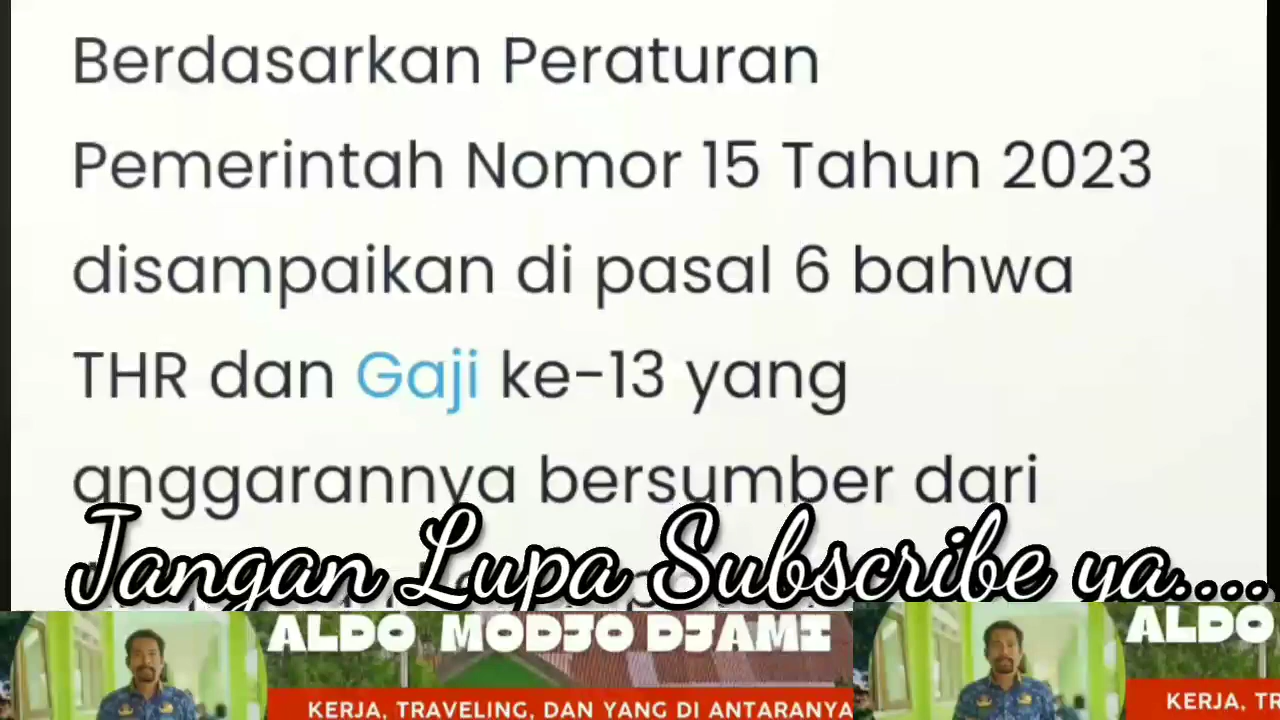 Berdasarkan Peraturan
Pemerintah Nomor 15 Tahun 2023
disampaikan di pasal 6 bahwa
THR dan Gaji ke-13 yang
anggarannya bersumber dari
Jangan Lupa Subscribe ya....
ALDO MODJO DJAMI
ALDO
KERJA, TRAVELING, DAN YANG DI ANTARANYA
KERJA, TR